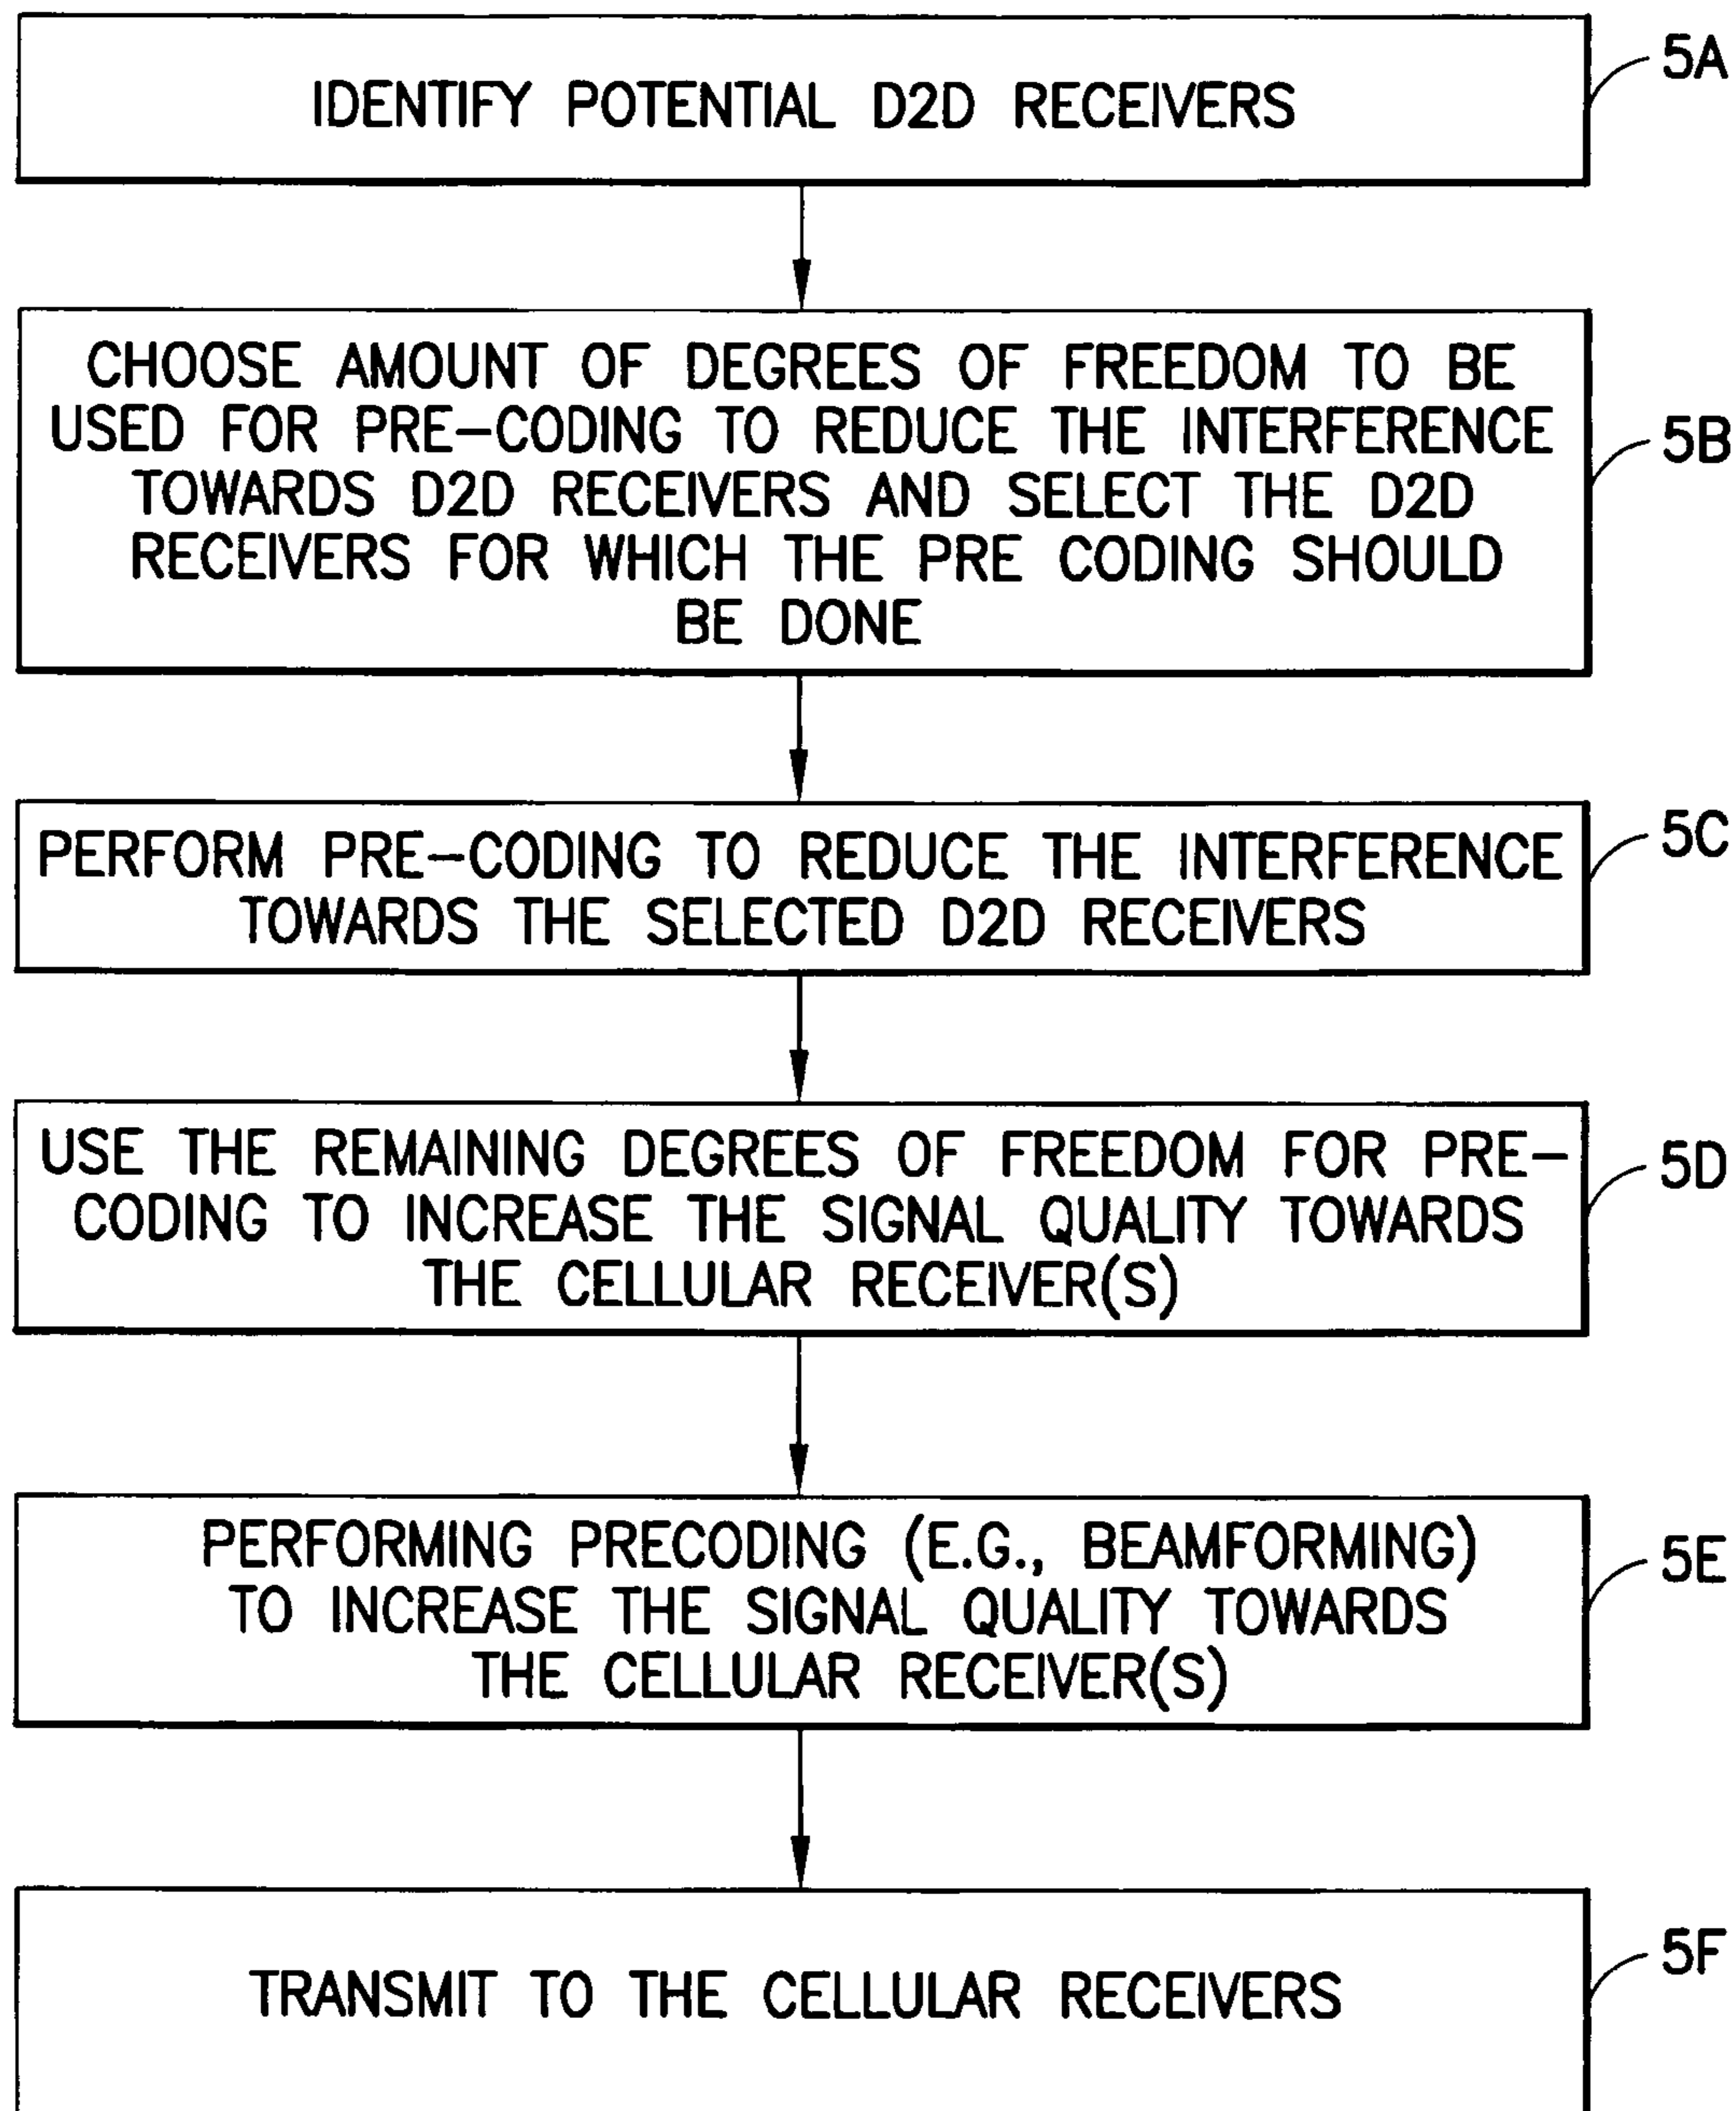 IDENTIFY POTENTIAL D2D RECEIVERS
5A
CHOOSE AMOUNT OF DEGREES OF FREEDOM TO BE
USED FOR PRE-CODING TO REDUCE THE INTERFERENCE
TOWARDS D2D RECEIVERS AND SELECT THE D2D
RECEIVERS FOR WHICH THE PRE CODING SHOULD
BE DONE
5B
PERFORM PRE-CODING TO REDUCE THE INTERFERENCE
TOWARDS THE SELECTED D2D RECEIVERS
5C
USE THE REMAINING DEGREES OF FREEDOM FOR PRE-
CODING TO INCREASE THE SIGNAL QUALITY TOWARDS
THE CELLULAR RECEIVER(S)
5D
PERFORMING PRECODING (E.G., BEAMFORMING)
TO INCREASE THE SIGNAL QUALITY TOWARDS
THE CELLULAR RECEIVER(S)
5E
TRANSMIT TO THE CELLULAR RECEIVERS
5F